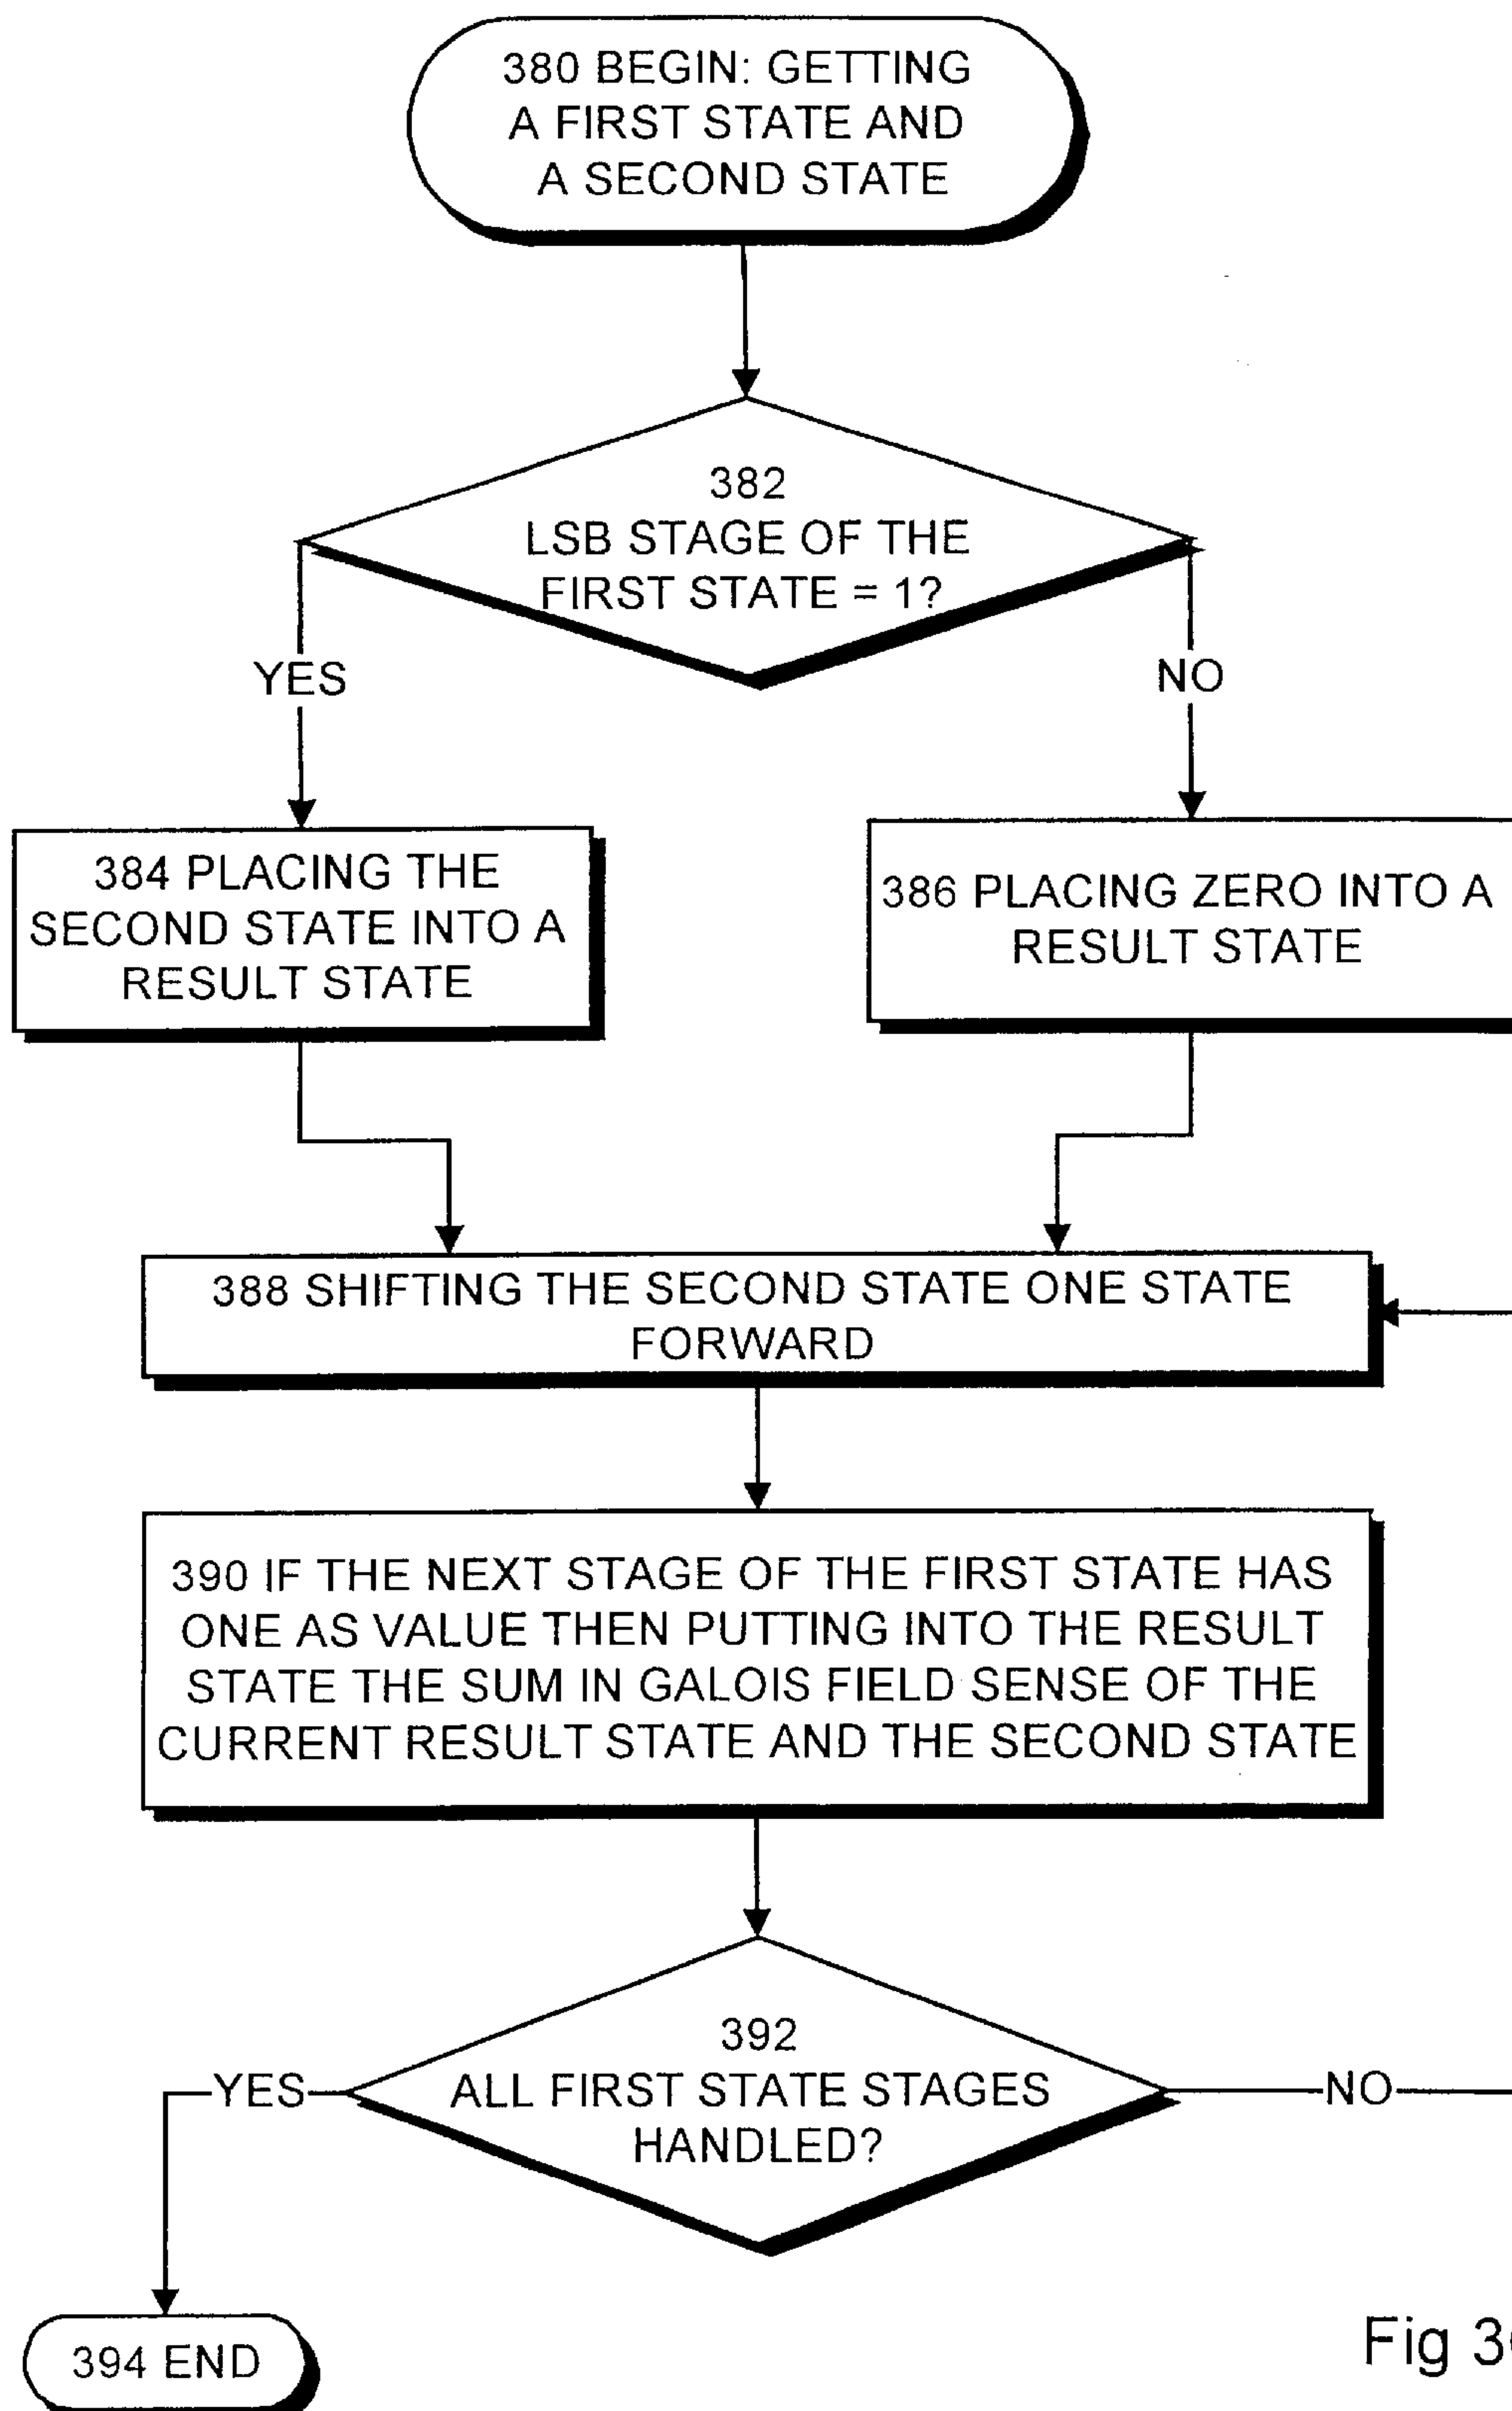 380 BEGIN: GETTING
A FIRST STATE AND
A SECOND STATE
382
LSB STAGE OF THE
FIRST STATE = 1?
YES
NO
384 PLACING THE
SECOND STATE INTO A
RESULT STATE
386 PLACING ZERO INTO A
RESULT STATE
388 SHIFTING THE SECOND STATE ONE STATE
FORWARD
390 IF THE NEXT STAGE OF THE FIRST STATE HAS
ONE AS VALUE THEN PUTTING INTO THE RESULT
STATE THE SUM IN GALOIS FIELD SENSE OF THE
CURRENT RESULT STATE AND THE SECOND STATE
392
ALL FIRST STATE STAGES
HANDLED?
YES
NO
394 END
Fig